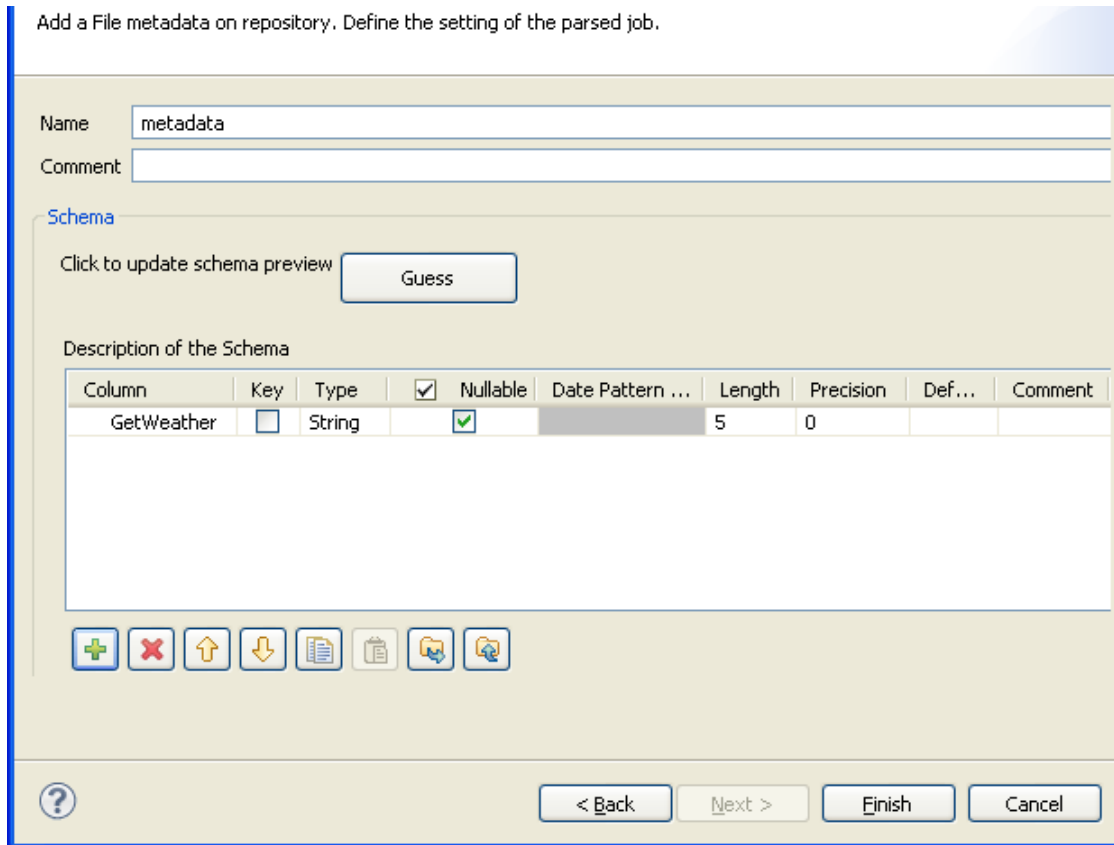 Add a File metadata on repository. Define the setting of the parsed job.
Name metadata
Comment
Schema
Click to update schema preview Guess
Description of the Schema
Column Key Type Nullable Date Pattern ... Length Precision Def... Comment
GetWeather String 5 0
? < Back Next > Finish Cancel